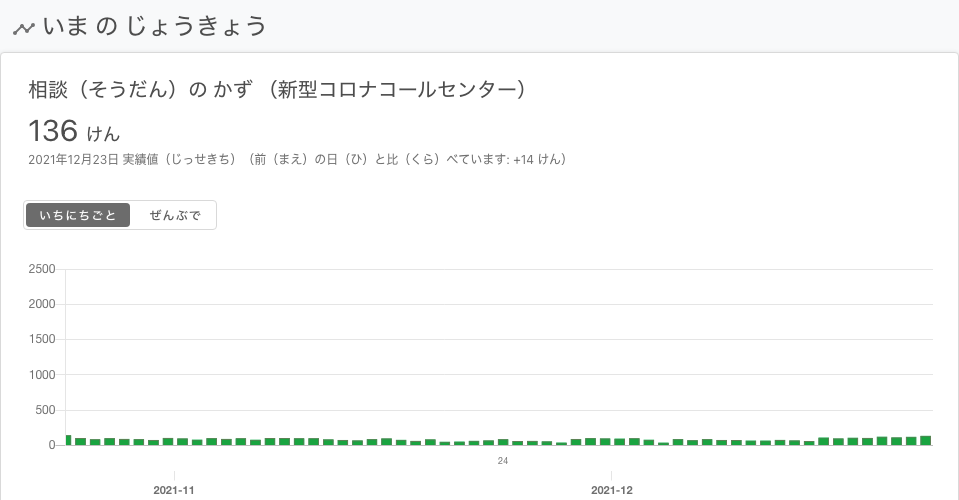 いま の じょうきょう
相談（そうだん）の かず （新型コロナコールセンター）
136 けん
2021年12月23日 実績値（じっせきち）（前（まえ）の日（ひ）と比（くら）べています: +14 けん）
いちにちごと ぜんぶで
2500
2000
1500
1000
500
0
24
2021-11 2021-12